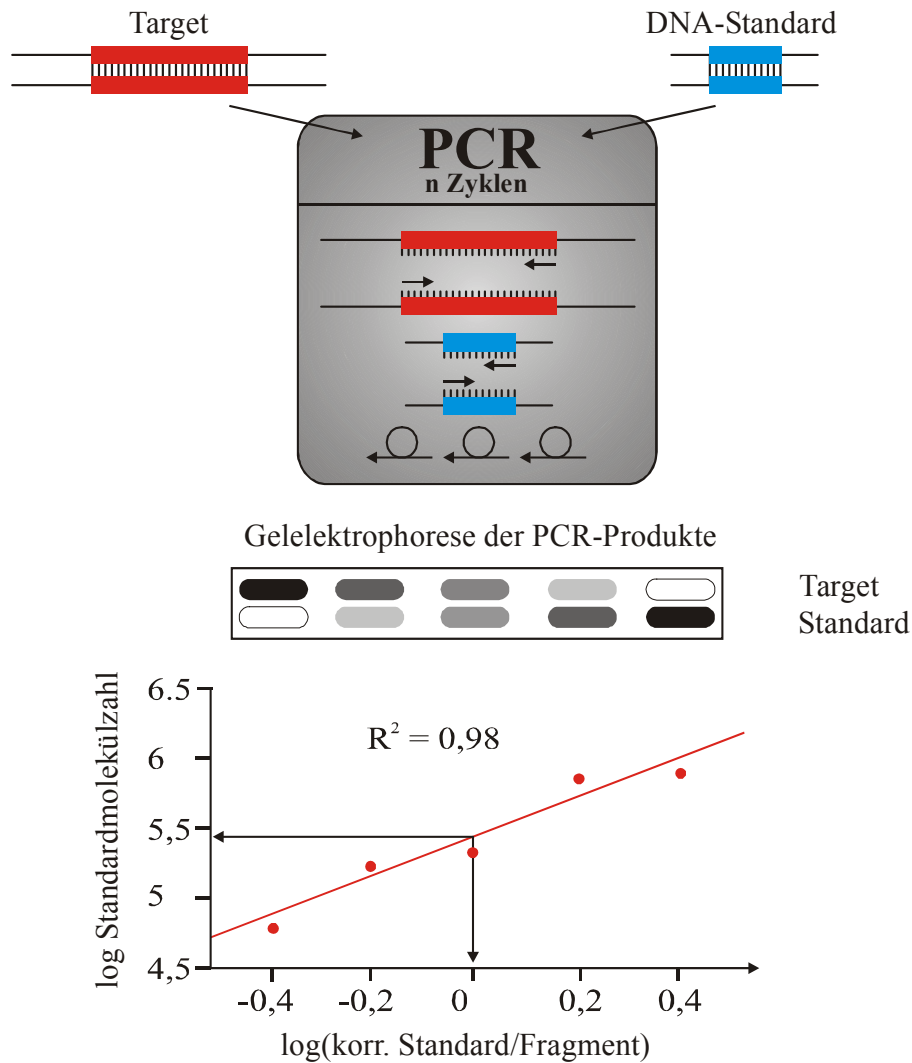 Target
DNA-Standard
PCR
n Zyklen
Gelelektrophorese der PCR-Produkte
Target
Standard
log Standardmolekülzahl
6.5
6
5,5
5
4,5
R² = 0,98
-0,4 -0,2 0 0,2 0,4
log(korr. Standard/Fragment)